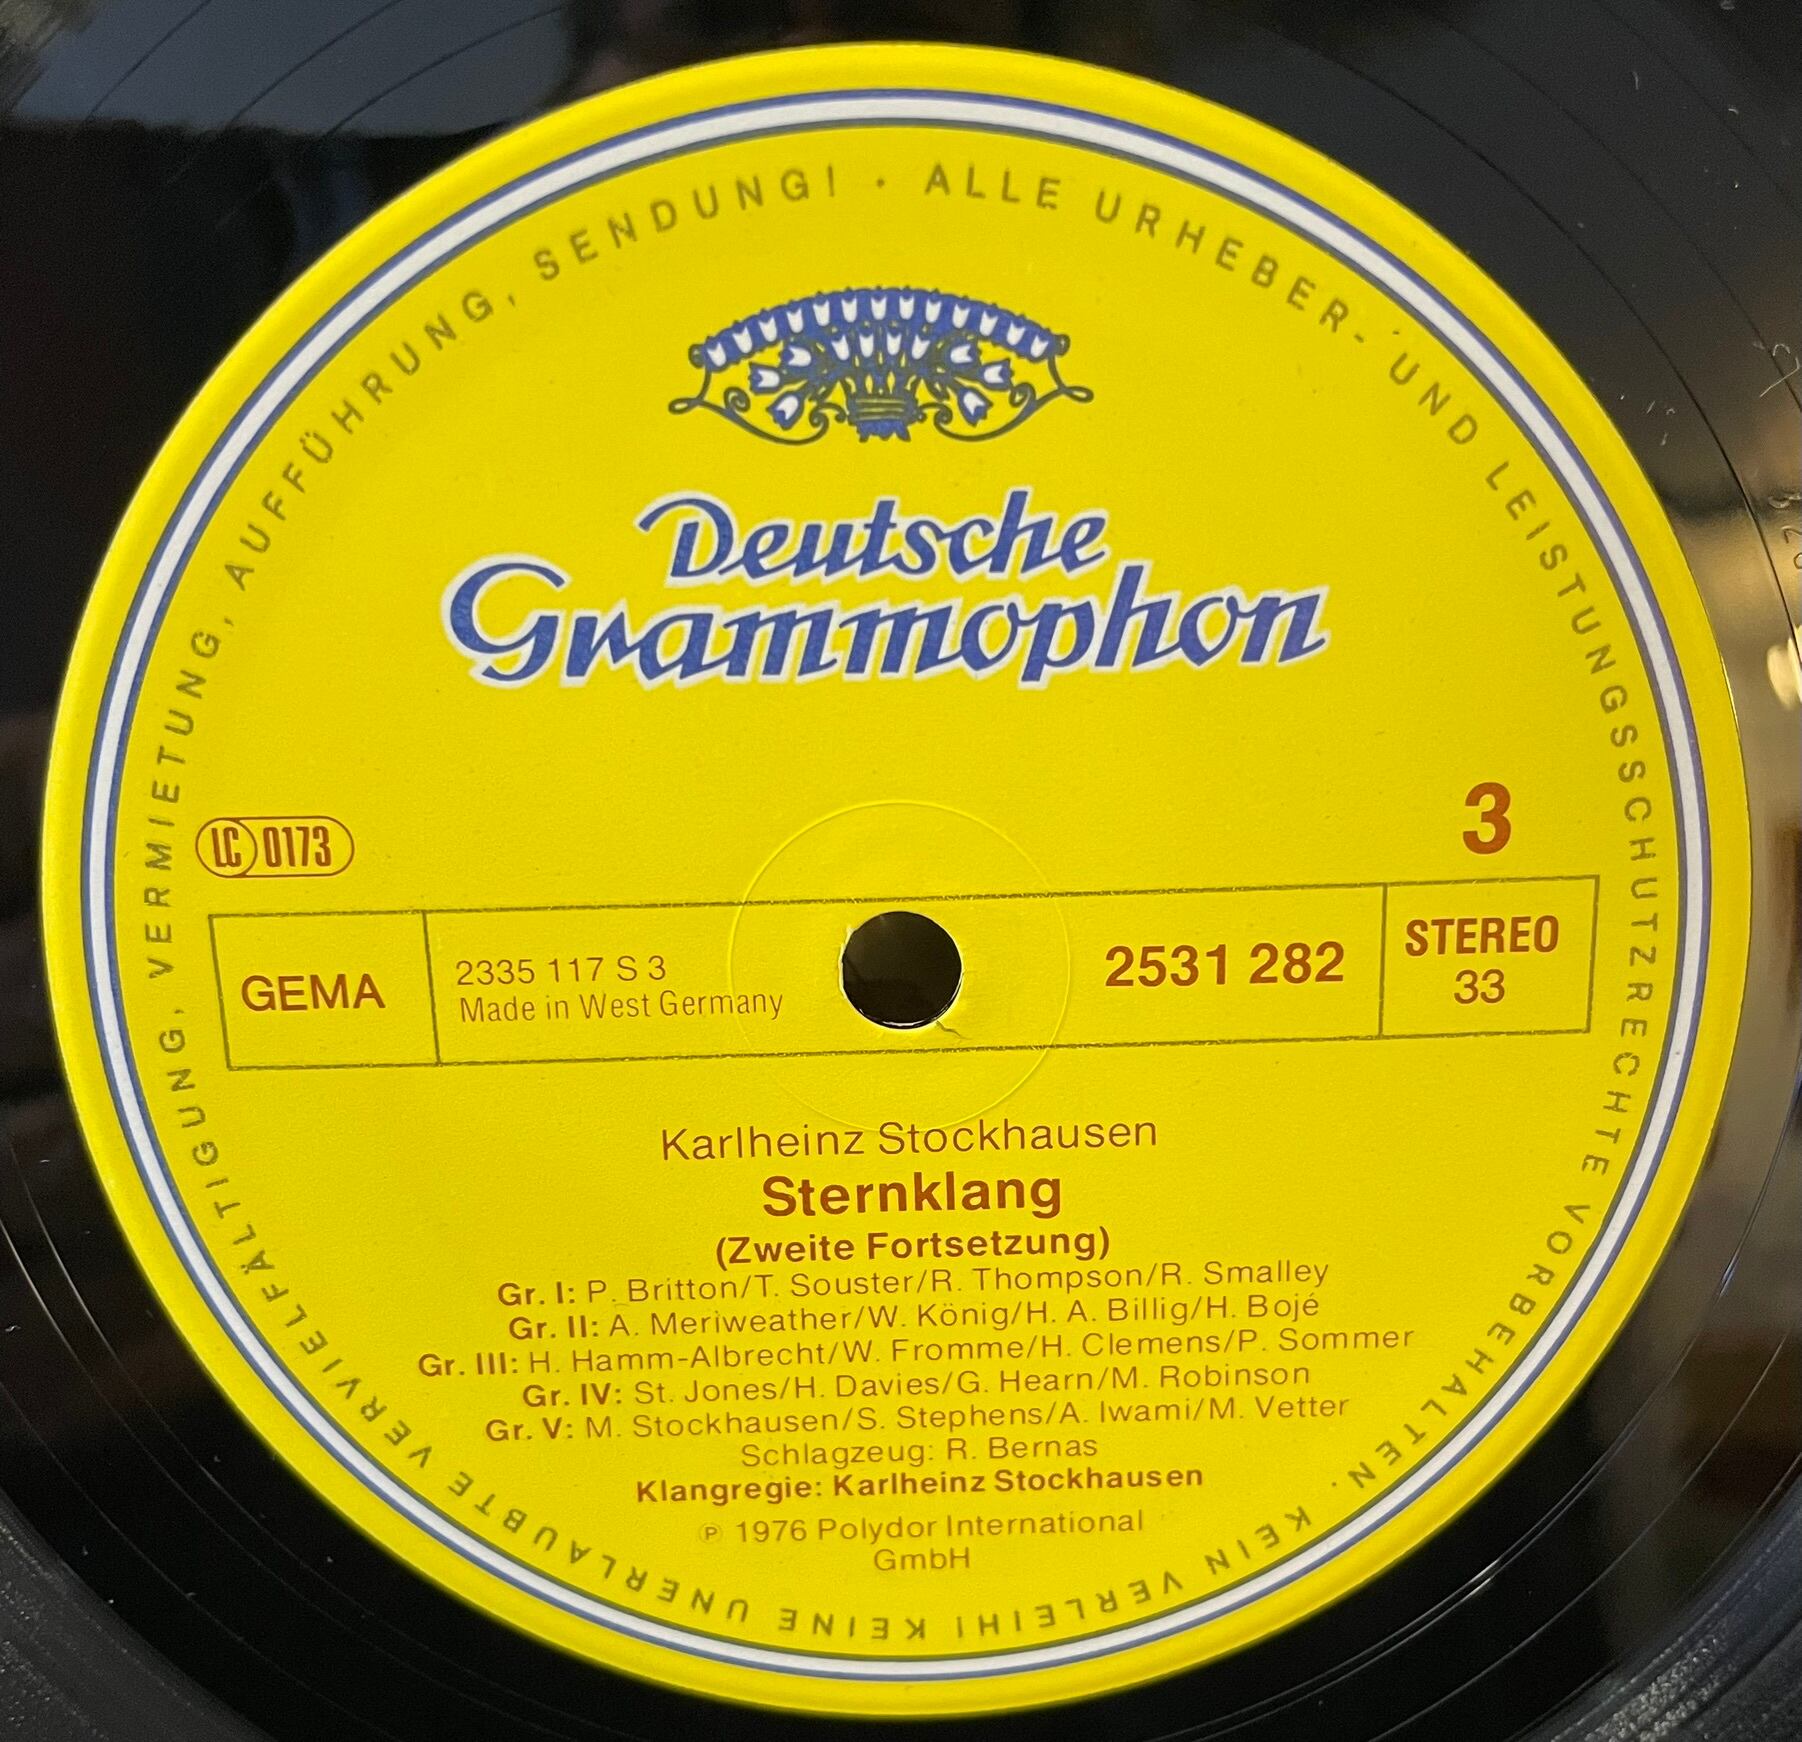 ALLE URHEBER- UND LEISTUNGSSCHUTZRECHTE VORBEHALTEN. KEIN VERLEIH! KEINE UNERLAUBTE VERVIELFÄLTIGUNG, VERMIETUNG, AUFFÜHRUNG, SENDUNG! ·
Deutsche
Grammophon
3
LC 0173
GEMA
2335 117 S 3
Made in West Germany
2531 282
STEREO
33
Karlheinz Stockhausen
Sternklang
(Zweite Fortsetzung)
Gr. I: P. Britton/T. Souster/R. Thompson/R. Smalley
Gr. II: A. Meriweather/W. König/H. A. Billig/H. Bojé
Gr. III: H. Hamm-Albrecht/W. Fromme/H. Clemens/P. Sommer
Gr. IV: St. Jones/H. Davies/G. Hearn/M. Robinson
Gr. V: M. Stockhausen/S. Stephens/A. Iwami/M. Vetter
Schlagzeug: R. Bernas
Klangregie: Karlheinz Stockhausen
℗ 1976 Polydor International
GmbH